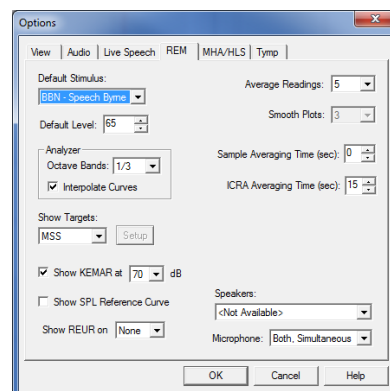 Options
x
View Audio Live Speech REM MHA/HLS Tymp
Default Stimulus:
BBN - Speech Byrne
Default Level: 65
Analyzer
Octave Bands: 1/3
Interpolate Curves
Show Targets:
MSS Setup
Show KEMAR at 70 dB
Show SPL Reference Curve
Show REUR on None
Average Readings: 5
Smooth Plots: 3
Sample Averaging Time (sec): 0
ICRA Averaging Time (sec): 15
Speakers:
<Not Available>
Microphone: Both, Simultaneous
OK Cancel Help